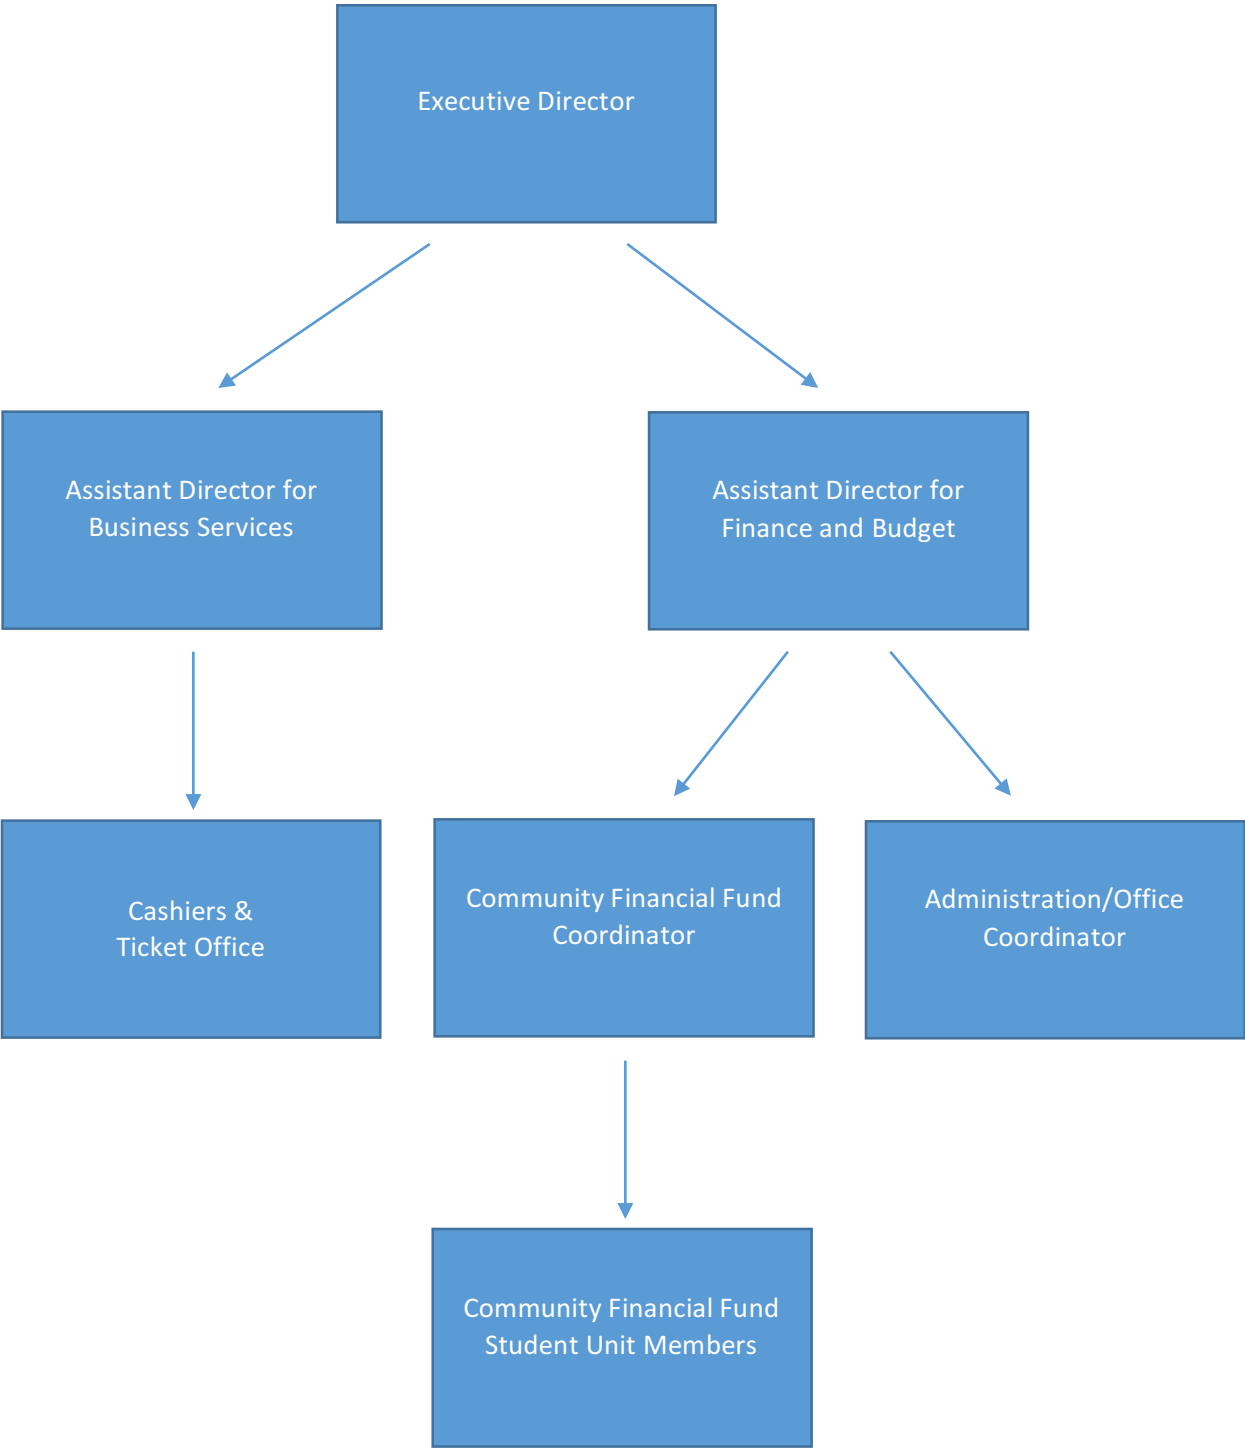 Executive Director
Assistant Director for
Business Services
Assistant Director for
Finance and Budget
Cashiers &
Ticket Office
Community Financial Fund
Coordinator
Administration/Office
Coordinator
Community Financial Fund
Student Unit Members